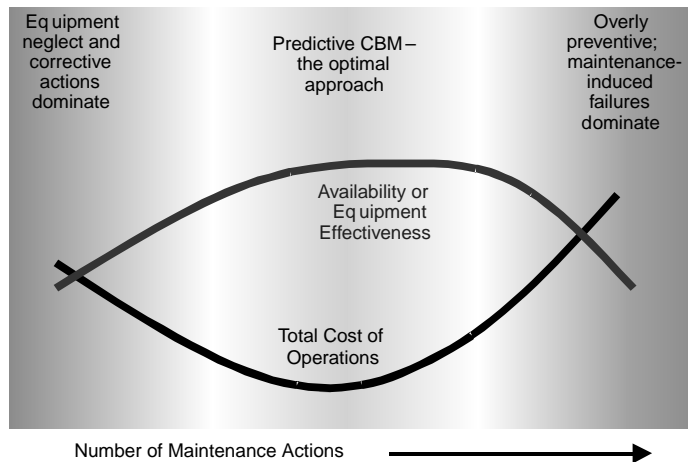 Equipment
neglect and
corrective
actions
dominate
Predictive CBM –
the optimal
approach
Overly
preventive;
maintenance-
induced
failures
dominate
Availability or
Equipment
Effectiveness
Total Cost of
Operations
Number of Maintenance Actions